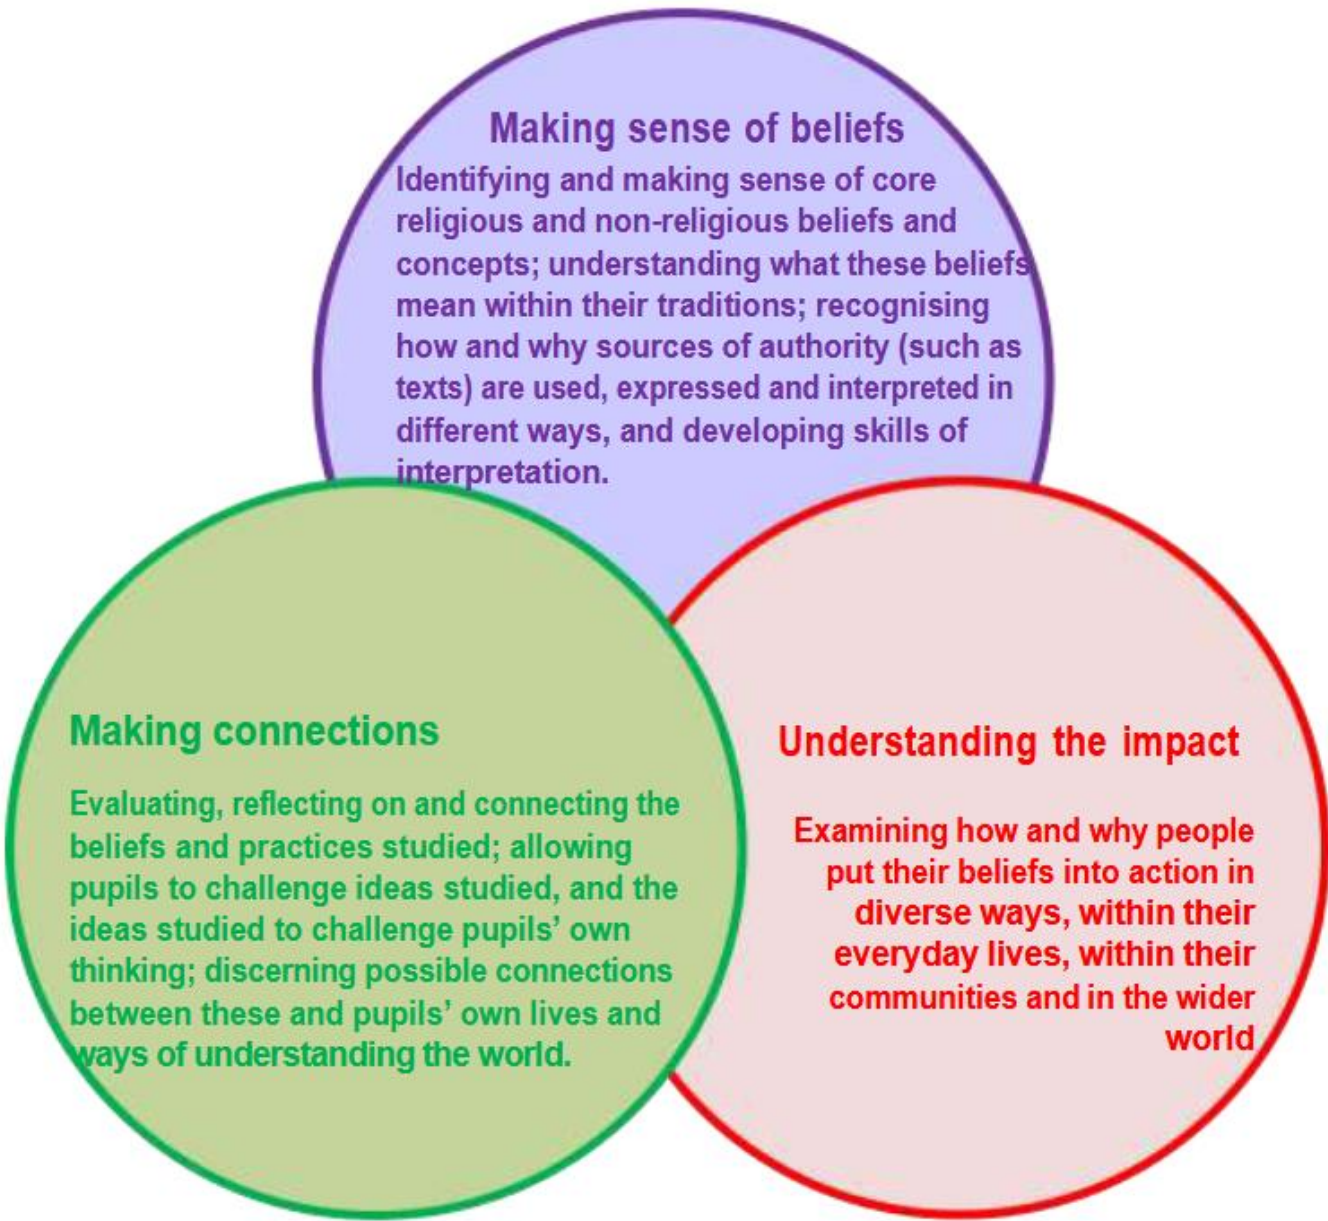 Making sense of beliefs
Identifying and making sense of core
religious and non-religious beliefs and
concepts; understanding what these beliefs
mean within their traditions; recognising
how and why sources of authority (such as
texts) are used, expressed and interpreted in
different ways, and developing skills of
interpretation.
Making connections
Evaluating, reflecting on and connecting the
beliefs and practices studied; allowing
pupils to challenge ideas studied, and the
ideas studied to challenge pupils’ own
thinking; discerning possible connections
between these and pupils’ own lives and
ways of understanding the world.
Understanding the impact
Examining how and why people
put their beliefs into action in
diverse ways, within their
everyday lives, within their
communities and in the wider
world